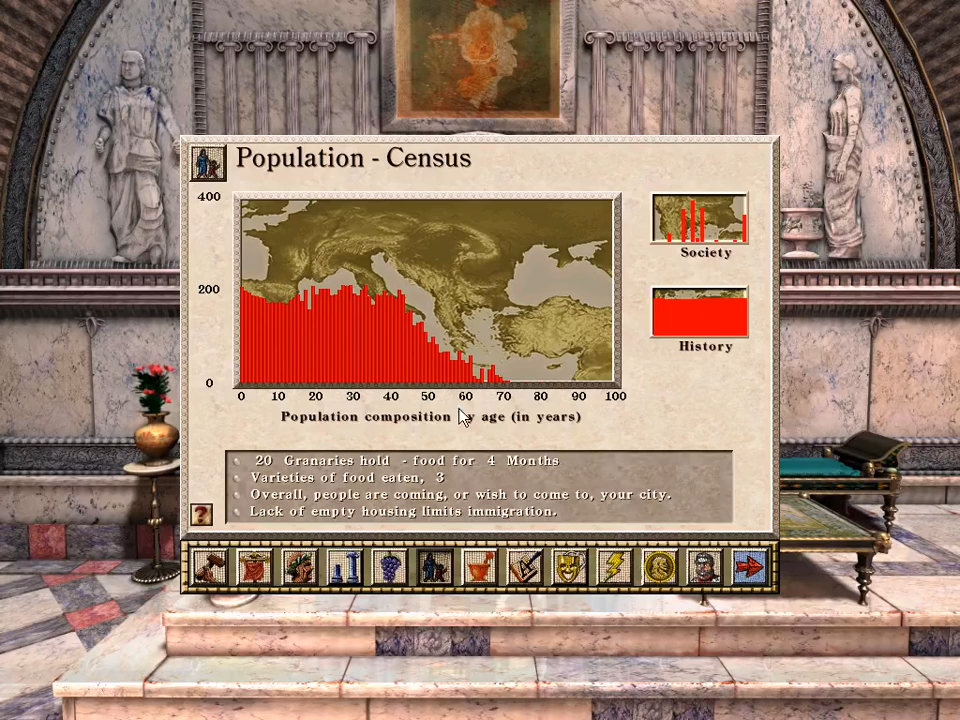 Population - Census
400
200
0
0 10 20 30 40 50 60 70 80 90 100
Population composition by age (in years)
Society
History
20 Granaries hold - food for 4 Months
Varieties of food eaten, 3
Overall, people are coming, or wish to come to, your city.
Lack of empty housing limits immigration.
?